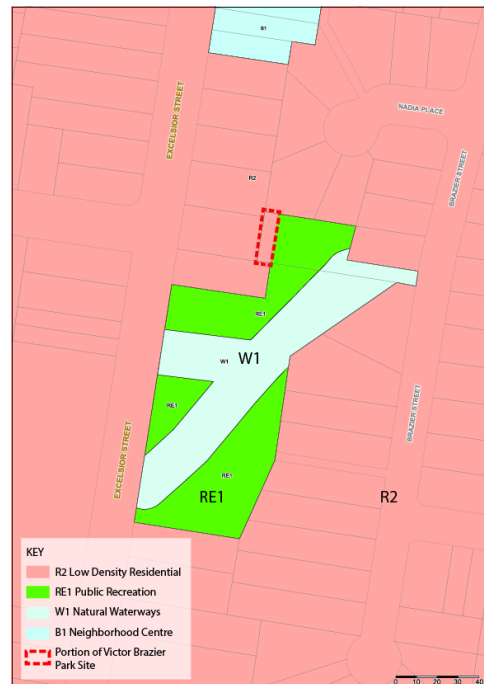 B1
NADIA PLACE
EXCELSIOR STREET
BRAZIER STREET
R2
RE1
W1
W1
RE1
BRAZIER STREET
EXCELSIOR STREET
RE1
RE1
R2
KEY
R2 Low Density Residential
RE1 Public Recreation
W1 Natural Waterways
B1 Neighborhood Centre
Portion of Victor Brazier
Park Site
0 10 20 30 40